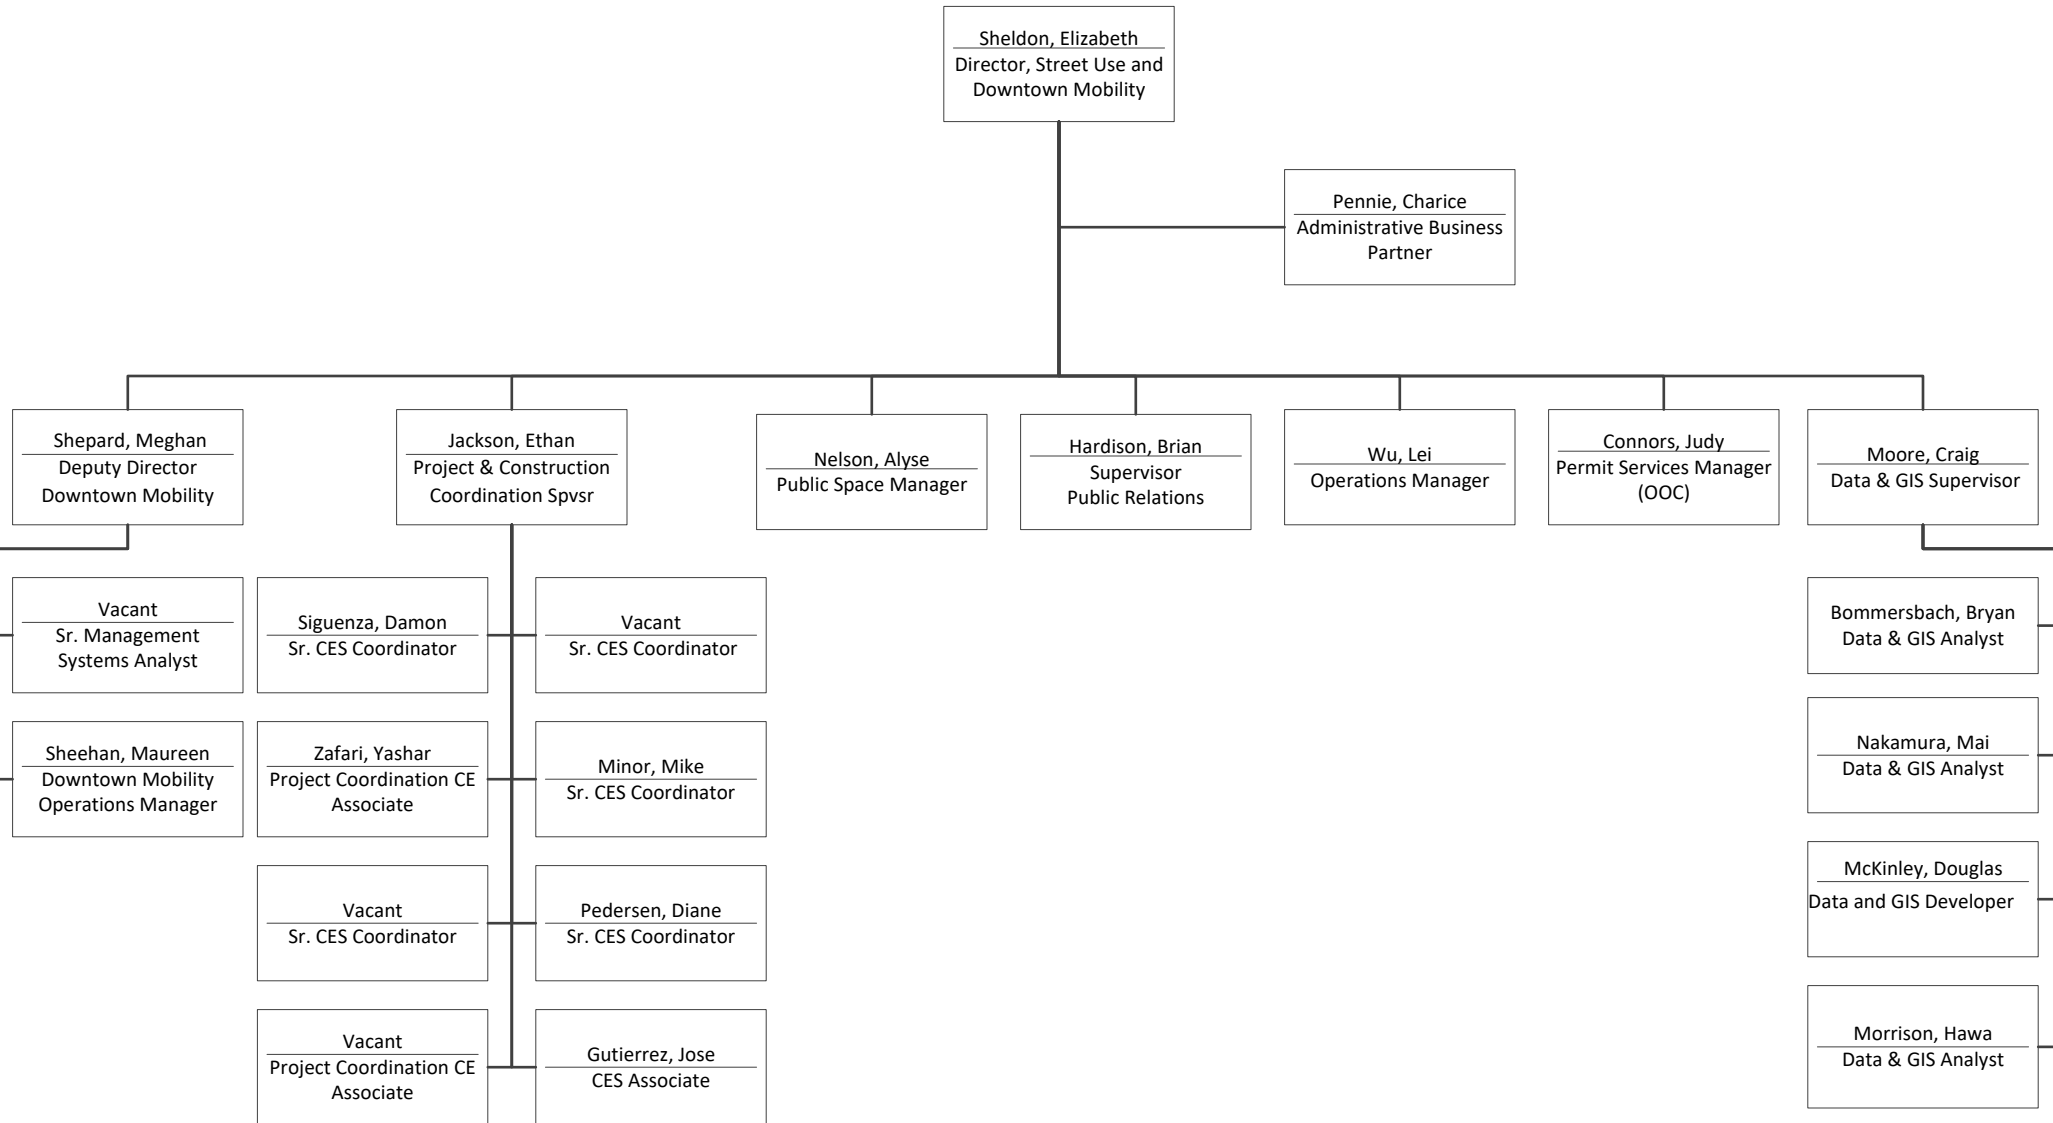 Sheldon, Elizabeth
Director, Street Use and
Downtown Mobility
Pennie, Charice
Administrative Business
Partner
Shepard, Meghan
Deputy Director
Downtown Mobility
Jackson, Ethan
Project & Construction
Coordination Spvsr
Nelson, Alyse
Public Space Manager
Hardison, Brian
Supervisor
Public Relations
Wu, Lei
Operations Manager
Connors, Judy
Permit Services Manager
(OOC)
Moore, Craig
Data & GIS Supervisor
Vacant
Sr. Management
Systems Analyst
Siguenza, Damon
Sr. CES Coordinator
Vacant
Sr. CES Coordinator
Bommersbach, Bryan
Data & GIS Analyst
Sheehan, Maureen
Downtown Mobility
Operations Manager
Zafari, Yashar
Project Coordination CE
Associate
Minor, Mike
Sr. CES Coordinator
Nakamura, Mai
Data & GIS Analyst
Vacant
Sr. CES Coordinator
Pedersen, Diane
Sr. CES Coordinator
McKinley, Douglas
Data and GIS Developer
Vacant
Project Coordination CE
Associate
Gutierrez, Jose
CES Associate
Morrison, Hawa
Data & GIS Analyst